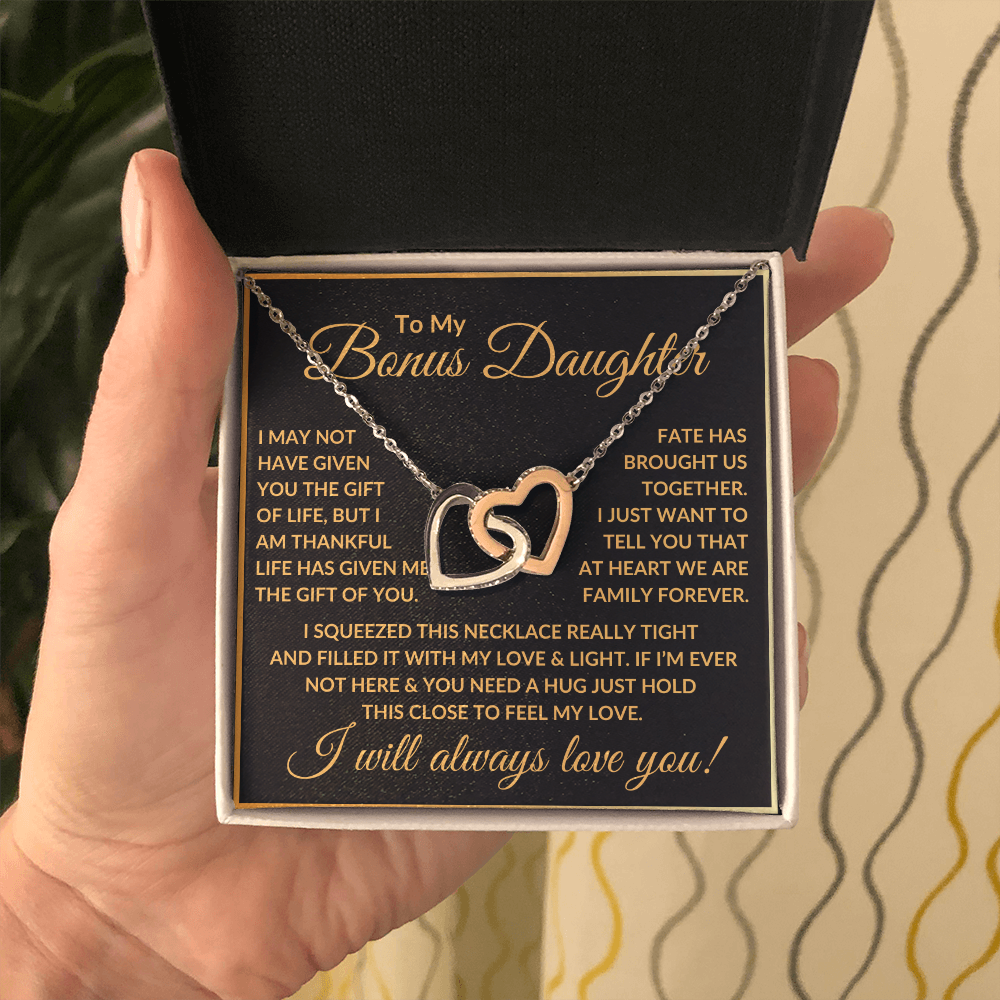 To My
Bonus Daughter
I MAY NOT
HAVE GIVEN
YOU THE GIFT
OF LIFE, BUT I
AM THANKFUL
LIFE HAS GIVEN ME
THE GIFT OF YOU.
FATE HAS
BROUGHT US
TOGETHER.
I JUST WANT TO
TELL YOU THAT
AT HEART WE ARE
FAMILY FOREVER.
I SQUEEZED THIS NECKLACE REALLY TIGHT
AND FILLED IT WITH MY LOVE & LIGHT. IF I’M EVER
NOT HERE & YOU NEED A HUG JUST HOLD
THIS CLOSE TO FEEL MY LOVE.
I will always love you!